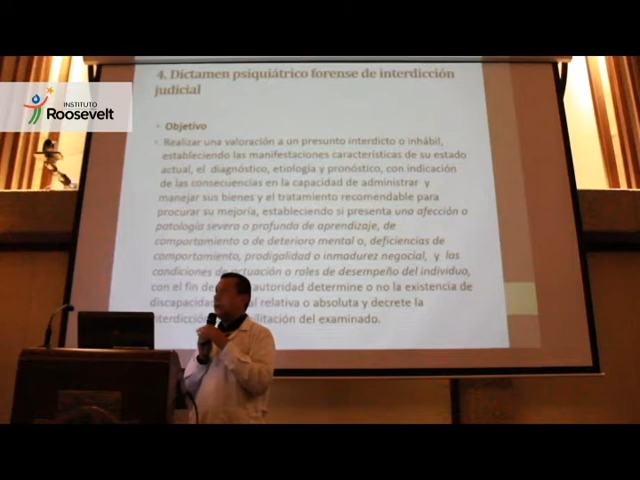 INSTITUTO
Roosevelt
4. Dictamen psiquiátrico forense de interdicción
judicial
Objetivo
Realizar una valoración a un presunto interdicto o inhábil,
estableciendo las manifestaciones características de su estado
actual, el diagnóstico, etiología y pronóstico, con indicación
de las consecuencias en la capacidad de administrar y
manejar sus bienes y el tratamiento recomendable para
procurar su mejoría, estableciendo si presenta una afección o
patología severa o profunda de aprendizaje, de
comportamiento o de deterioro mental o, deficiencias de
comportamiento, prodigalidad o inmadurez negocial, y las
condiciones de actuación o roles de desempeño del individuo,
con el fin de autoridad determine o no la existencia de
relativa o absoluta y decrete la
del examinado.